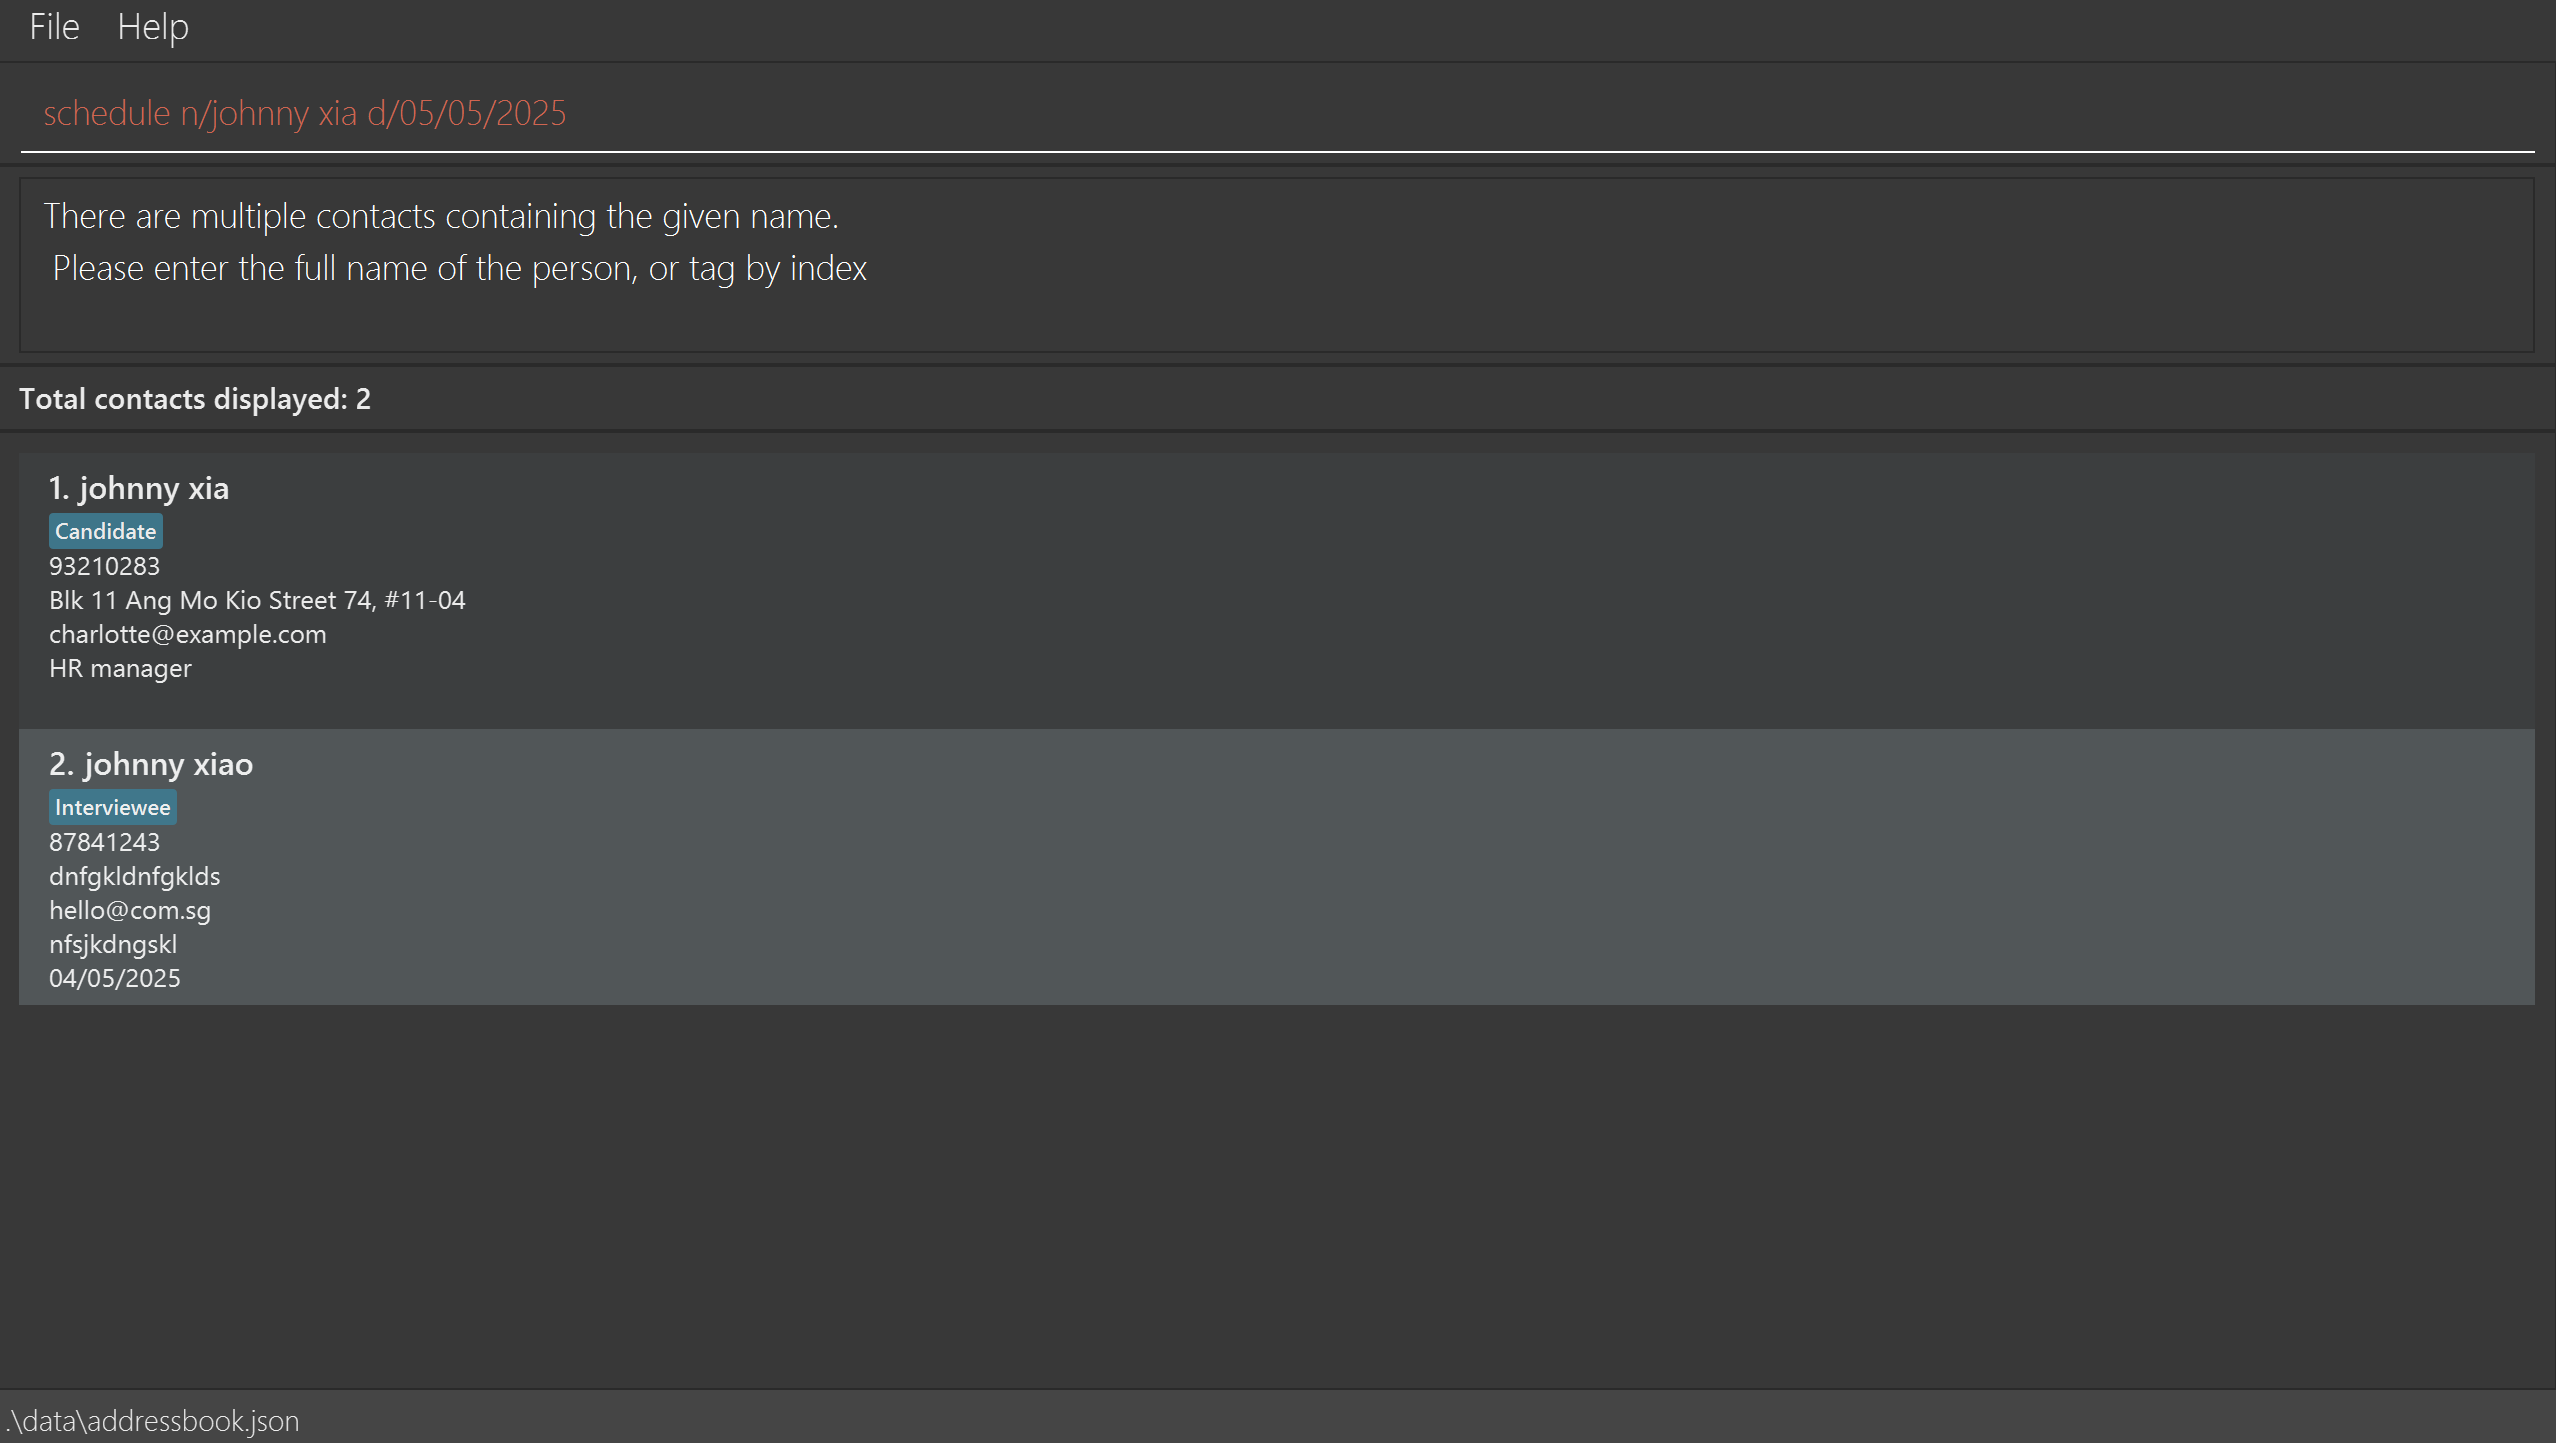 File Help
schedule n/johnny xia d/05/05/2025
There are multiple contacts containing the given name.
Please enter the full name of the person, or tag by index
Total contacts displayed: 2
1. johnny xia
Candidate
93210283
Blk 11 Ang Mo Kio Street 74, #11-04
charlotte@example.com
HR manager
2. johnny xiao
Interviewee
87841243
dnfgkldnfgklds
hello@com.sg
nfsjkdngskl
04/05/2025
.\data\addressbook.json